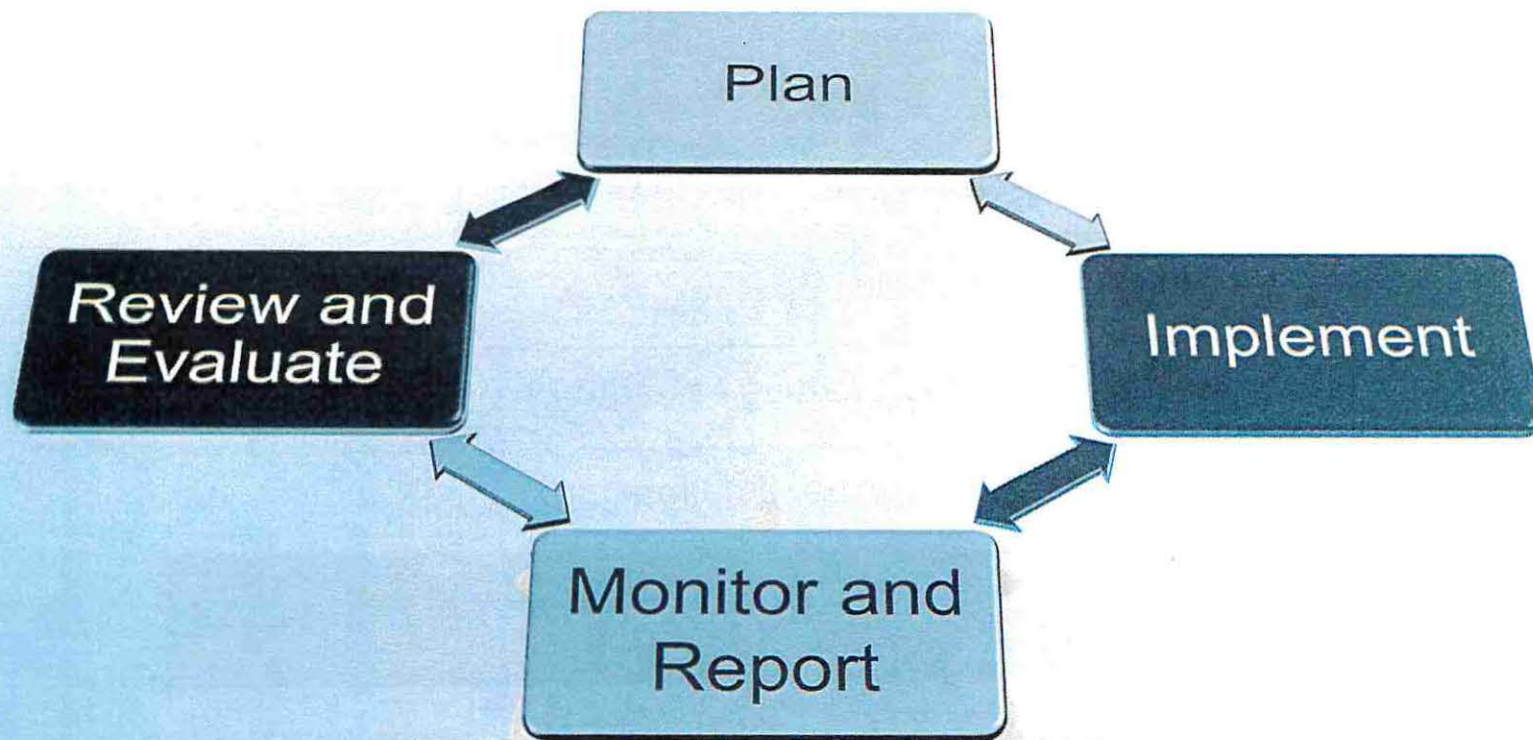 Plan
Review and
Evaluate
Implement
Monitor and
Report